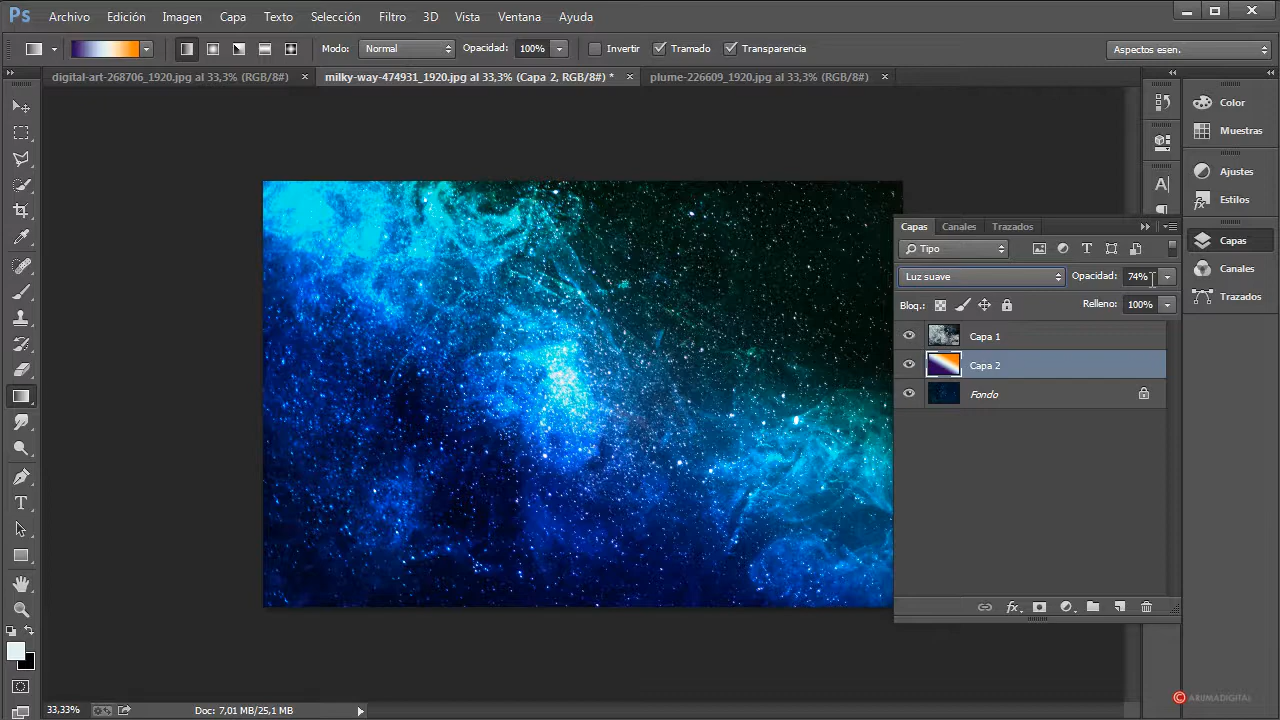 Ps Archivo Edición Imagen Capa Texto Selección Filtro 3D Vista Ventana Ayuda
Modo: Normal Opacidad: 100% Invertir Tramado Transparencia Aspectos esen.
digital-art-268706_1920.jpg al 33,3% (RGB/8#) × milky-way-474931_1920.jpg al 33,3% (Capa 2, RGB/8#) * × plume-226609_1920.jpg al 33,3% (RGB/8#) ×
Color
Muestras
Ajustes
Estilos
Capas
Canales
Trazados
Capas Canales Trazados
Tipo
Luz suave Opacidad: 74%
Bloq.: Relleno: 100%
Capa 1
Capa 2
Fondo
fx
© ARUMADIGITAL
33,33% Doc: 7,01 MB/25,1 MB